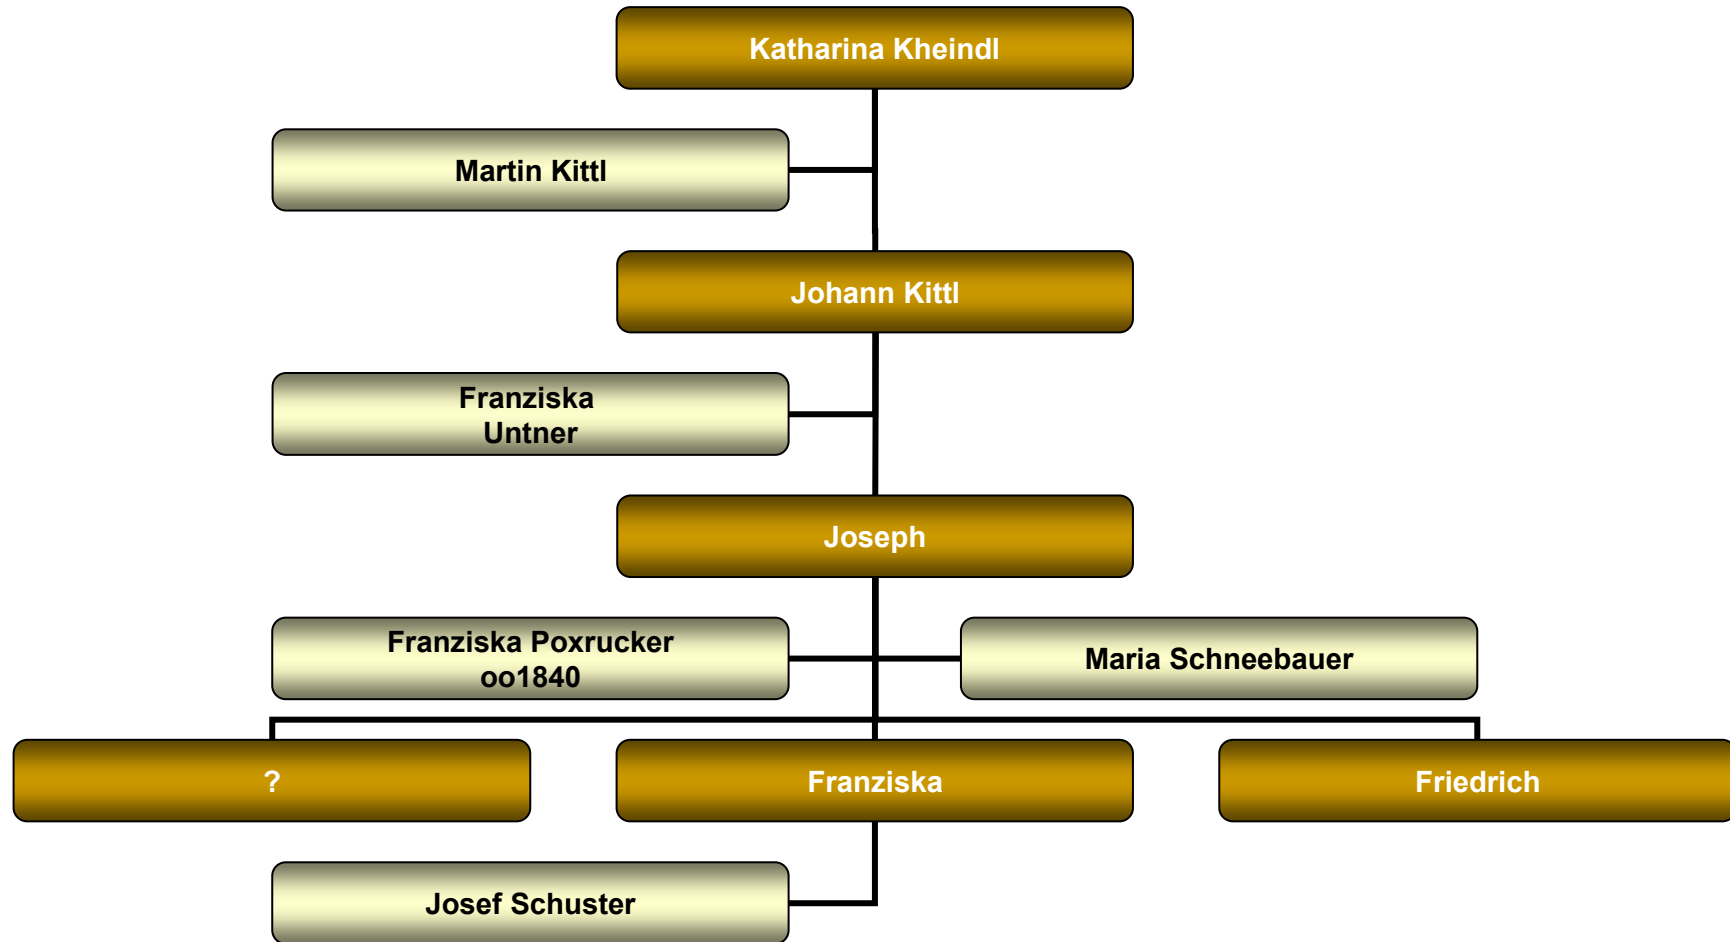 Katharina Kheindl
Martin Kittl
Johann Kittl
Franziska
Untner
Joseph
Franziska Poxrucker
oo1840
Maria Schneebauer
?
Franziska
Friedrich
Josef Schuster